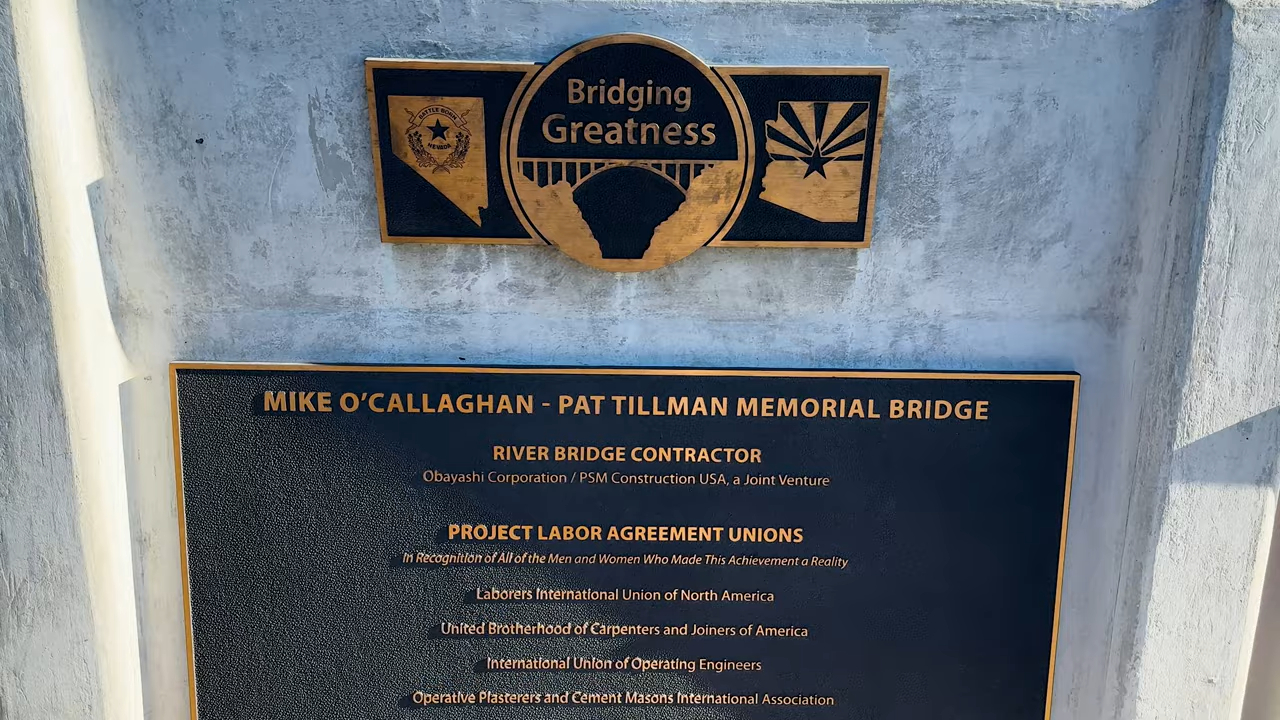 Bridging
Greatness
BATTLE BORN
NEVADA
MIKE O'CALLAGHAN - PAT TILLMAN MEMORIAL BRIDGE
RIVER BRIDGE CONTRACTOR
Obayashi Corporation / PSM Construction USA, a Joint Venture
PROJECT LABOR AGREEMENT UNIONS
In Recognition of All of the Men and Women Who Made This Achievement a Reality
Laborers International Union of North America
United Brotherhood of Carpenters and Joiners of America
International Union of Operating Engineers
Operative Plasterers and Cement Masons International Association